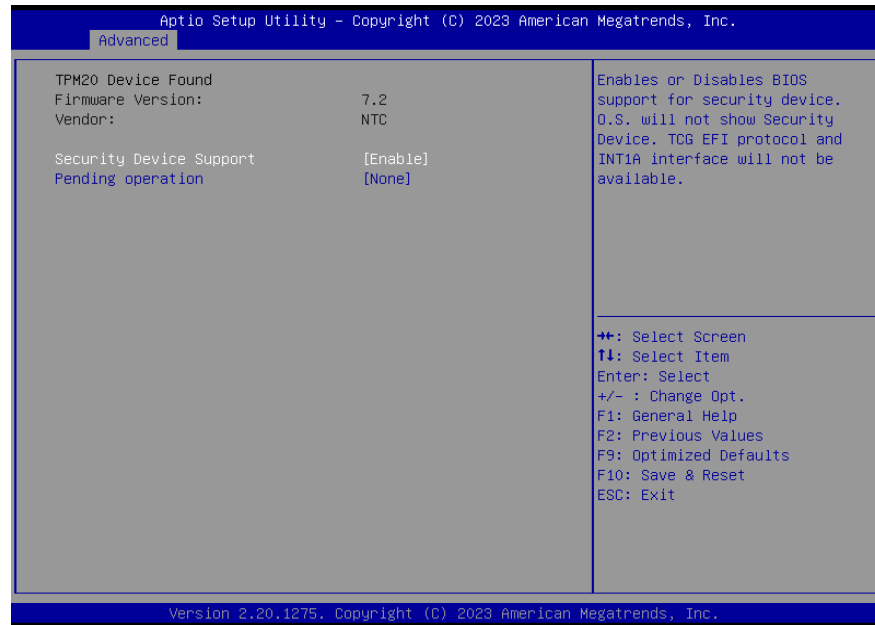 Aptio Setup Utility – Copyright (C) 2023 American Megatrends, Inc.
Advanced
TPM20 Device Found
Firmware Version: 7.2
Vendor: NTC
Security Device Support [Enable]
Pending operation [None]
Enables or Disables BIOS
support for security device.
O.S. will not show Security
Device. TCG EFI protocol and
INT1A interface will not be
available.
→←: Select Screen
↑↓: Select Item
Enter: Select
+/- : Change Opt.
F1: General Help
F2: Previous Values
F9: Optimized Defaults
F10: Save & Reset
ESC: Exit
Version 2.20.1275. Copyright (C) 2023 American Megatrends, Inc.